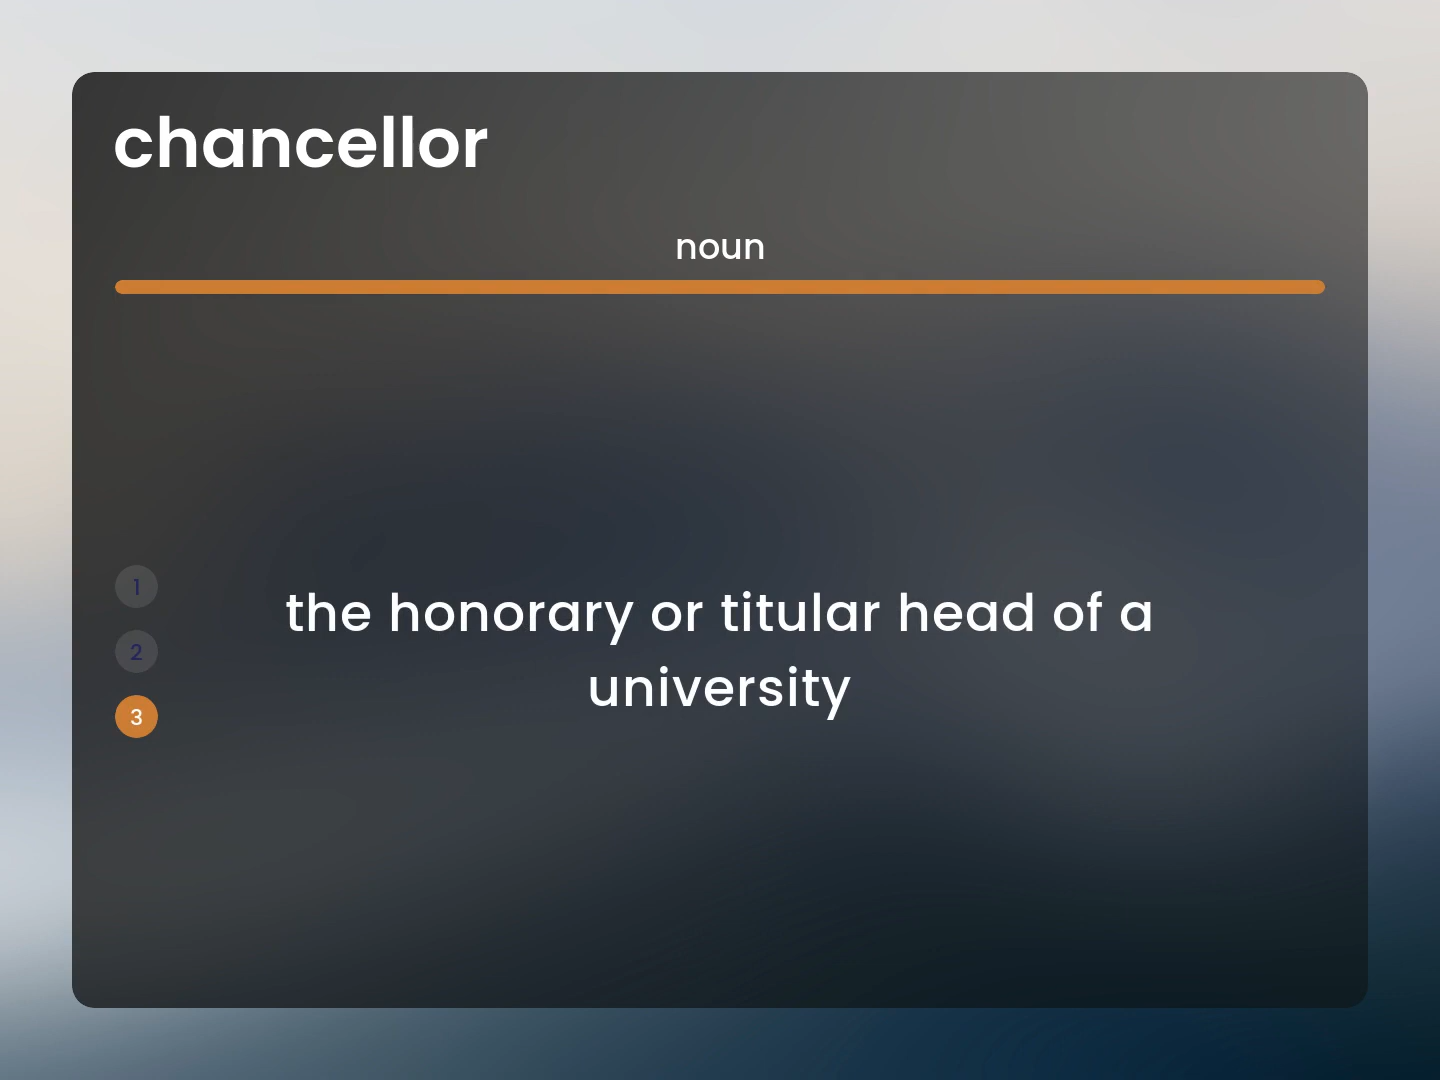 chancellor
noun
1
2
3
the honorary or titular head of a
university